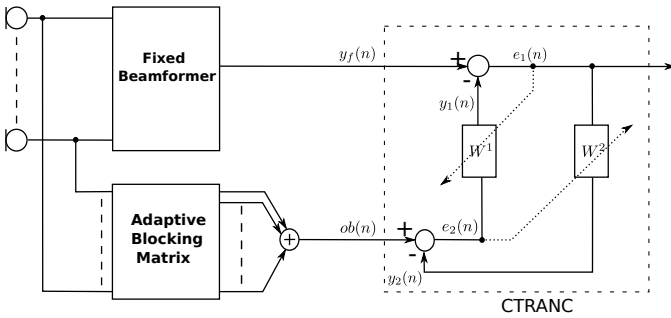 Fixed
Beamformer
y_f(n)
+
-
e_1(n)
y_1(n)
W^1
W^2
Adaptive
Blocking
Matrix
+
ob(n)
+
-
e_2(n)
y_2(n)
CTRANC